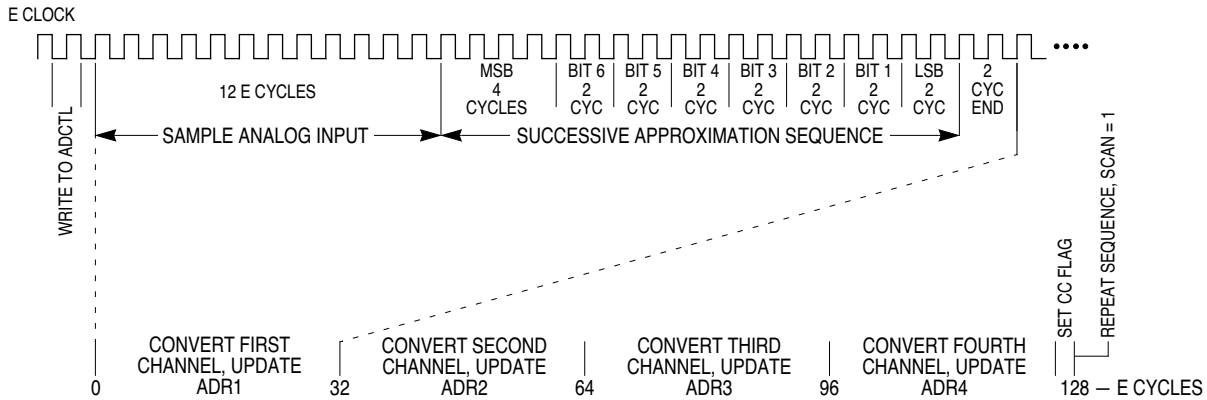 E CLOCK
12 E CYCLES
MSB
4
CYCLES
BIT 6
2
CYC
BIT 5
2
CYC
BIT 4
2
CYC
BIT 3
2
CYC
BIT 2
2
CYC
BIT 1
2
CYC
LSB
2
CYC
2
CYC
END
WRITE TO ADCTL
SAMPLE ANALOG INPUT
SUCCESSIVE APPROXIMATION SEQUENCE
SET CC FLAG
REPEAT SEQUENCE, SCAN = 1
CONVERT FIRST
CHANNEL, UPDATE
ADR1
CONVERT SECOND
CHANNEL, UPDATE
ADR2
CONVERT THIRD
CHANNEL, UPDATE
ADR3
CONVERT FOURTH
CHANNEL, UPDATE
ADR4
0
32
64
96
128 — E CYCLES